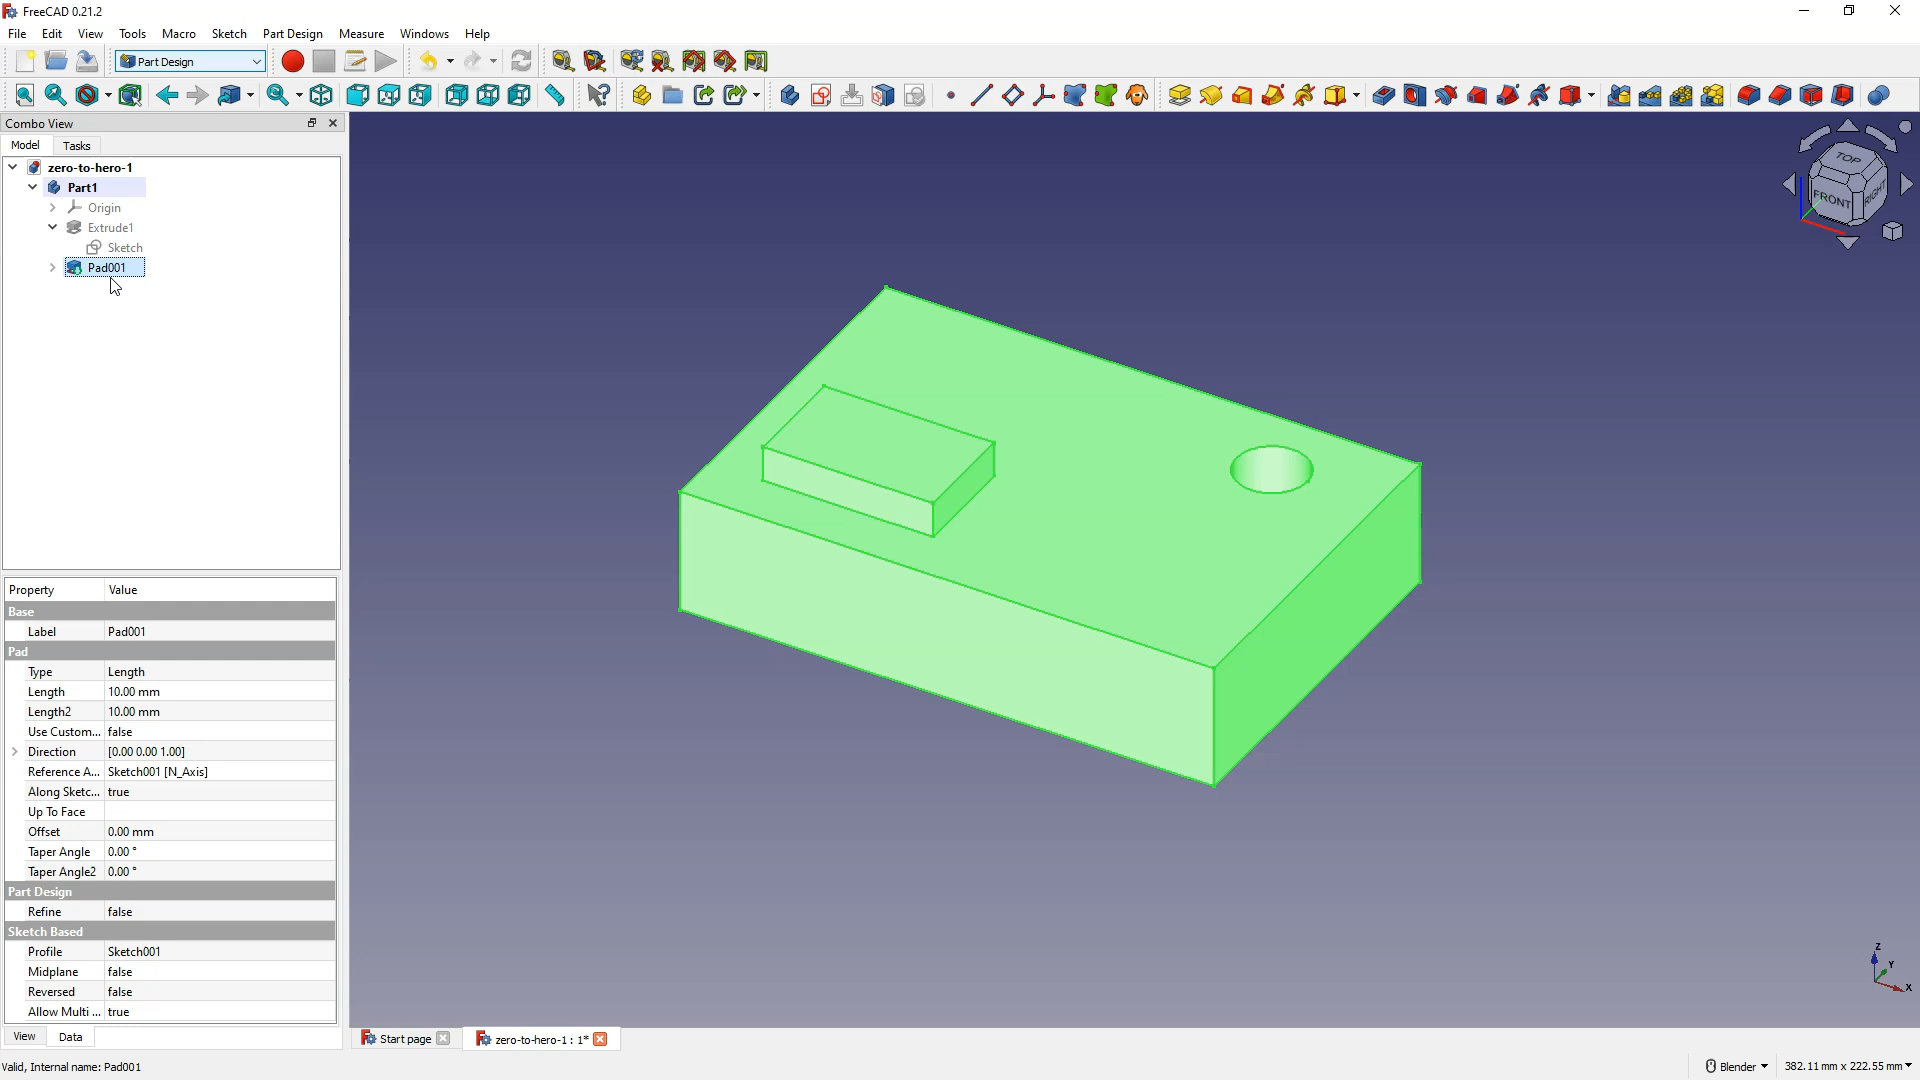 FreeCAD 0.21.2
File Edit View Tools Macro Sketch Part Design Measure Windows Help
Part Design
Combo View
Model Tasks
zero-to-hero-1
Part1
Origin
Extrude1
Sketch
Pad001
TOP
FRONT RIGHT
Property Value
Base
Label Pad001
Pad
Type Length
Length 10.00 mm
Length2 10.00 mm
Use Custom... false
Direction [0.00 0.00 1.00]
Reference A... Sketch001 [N_Axis]
Along Sketc... true
Up To Face
Offset 0.00 mm
Taper Angle 0.00 °
Taper Angle2 0.00 °
Part Design
Refine false
Sketch Based
Profile Sketch001
Midplane false
Reversed false
Allow Multi ... true
Z
Y
X
View Data
Start page zero-to-hero-1 : 1*
Valid, Internal name: Pad001
Blender 382.11 mm x 222.55 mm